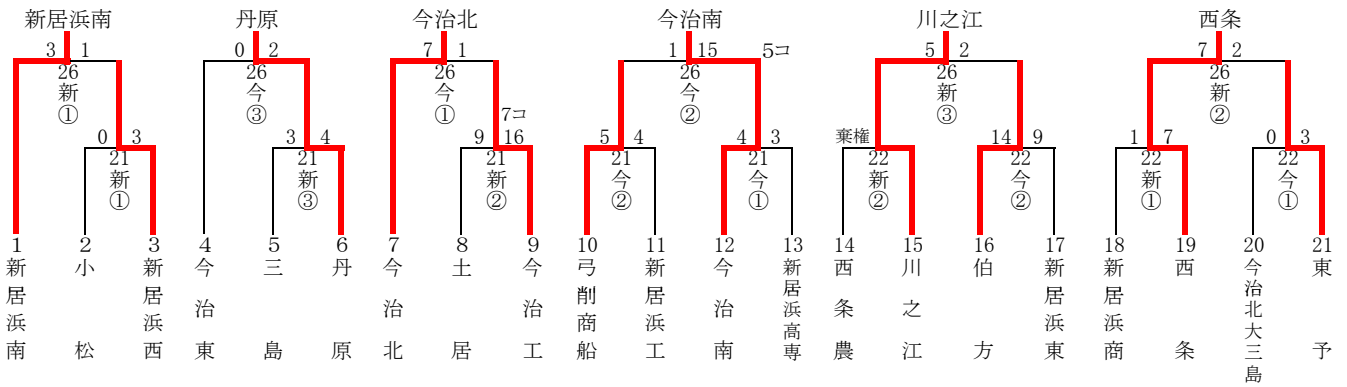 新居浜南 丹原 今治北 今治南 川之江 西条
3 1 0 2 7 1 1 15 5コ 5 2 7 2
26 26 26 26 26 26
新 今 今 今 新 新
① ③ ① ② ③ ②
7コ
0 3 3 4 9 16 5 4 4 3 棄権 14 9 1 7 0 3
21 21 21 21 21 22 22 22 22
新 新 新 今 今 新 今 新 今
① ③ ② ② ① ② ② ① ①
1 2 3 4 5 6 7 8 9 10 11 12 13 14 15 16 17 18 19 20 21
新居浜南
小松
新居浜西
今治東
三島
丹原
今治北
土居
今治工
弓削商船
新居浜工
今治南
新居浜高専
西条農
川之江
伯方
新居浜東
新居浜商
西条
今治北大三島
東予